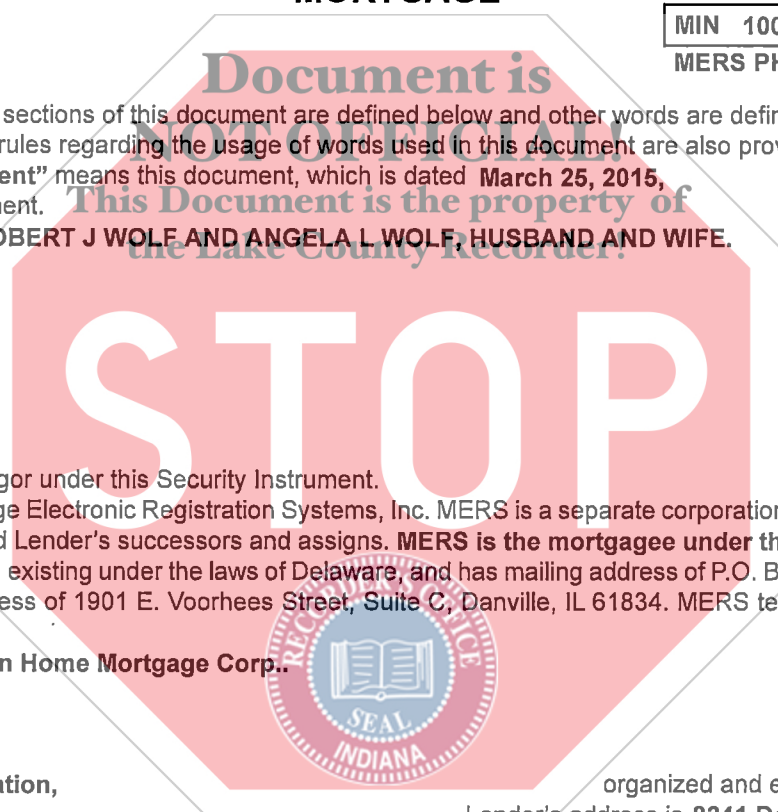 MORTGAGE
MIN 100
MERS PH
Document is
sections of this document are defined below and other words are defin
NOT OFFICIAL!
rules regarding the usage of words used in this document are also prov
ent" means this document, which is dated March 25, 2015,
This Document is the property of
ment.
OBERT J WOLF AND ANGELA L WOLF, HUSBAND AND WIFE.
the Lake County Recorder!
STOP
gor under this Security Instrument.
ge Electronic Registration Systems, Inc. MERS is a separate corporation
d Lender's successors and assigns. MERS is the mortgagee under th
existing under the laws of Delaware, and has mailing address of P.O. B
ess of 1901 E. Voorhees Street, Suite C, Danville, IL 61834. MERS te
RECORDING OFFICE
n Home Mortgage Corp..
SEAL
INDIANA
ation,
organized and e
Lender's address is